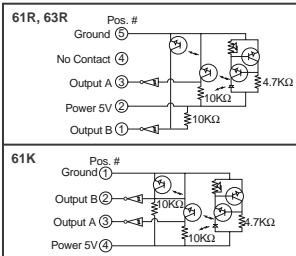 61R, 63R
Pos. #
Ground 5
No Contact 4
Output A 3
4.7KΩ
10KΩ
Power 5V 2
10KΩ
Output B 1
61K
Pos. #
Ground 1
Output B 2
10KΩ
Output A 3
4.7KΩ
10KΩ
Power 5V 4